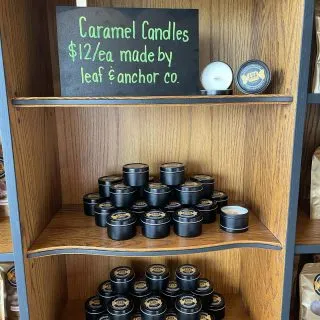 Caramel Candles
$12/ea made by
leaf & anchor co.